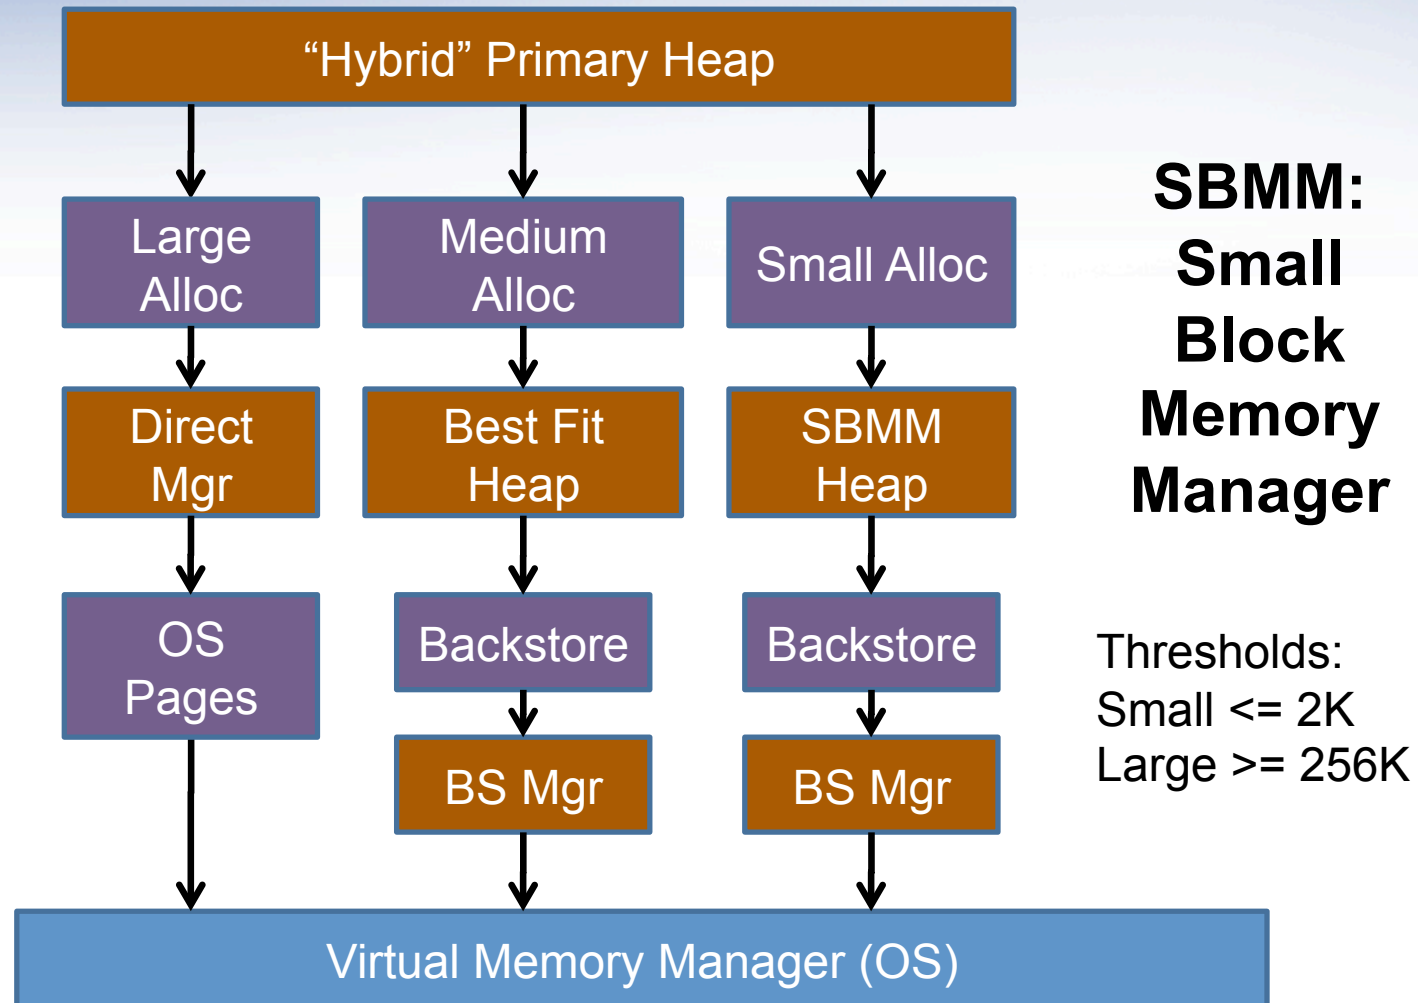 “Hybrid” Primary Heap
Large
Alloc
Medium
Alloc
Small Alloc
Direct
Mgr
Best Fit
Heap
SBMM
Heap
OS
Pages
Backstore
Backstore
BS Mgr
BS Mgr
Virtual Memory Manager (OS)
SBMM:
Small
Block
Memory
Manager
Thresholds:
Small <= 2K
Large >= 256K